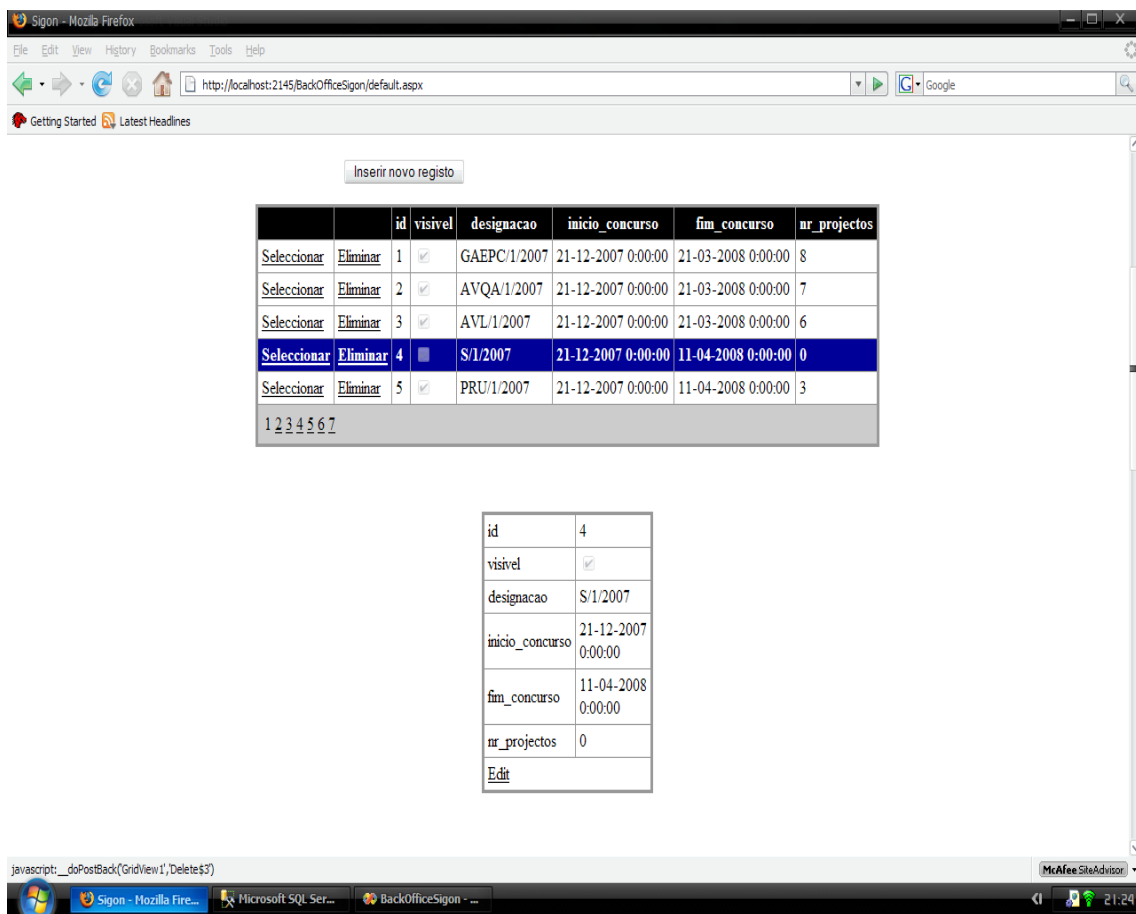 Sigon - Mozilla Firefox
File Edit View History Bookmarks Tools Help
http://localhost:2145/BackOfficeSigon/default.aspx
G Google
Getting Started Latest Headlines
Inserir novo registo
id visivel designacao inicio_concurso fim_concurso nr_projectos
Seleccionar Eliminar 1 GAEPC/1/2007 21-12-2007 0:00:00 21-03-2008 0:00:00 8
Seleccionar Eliminar 2 AVQA/1/2007 21-12-2007 0:00:00 21-03-2008 0:00:00 7
Seleccionar Eliminar 3 AVL/1/2007 21-12-2007 0:00:00 21-03-2008 0:00:00 6
Seleccionar Eliminar 4 S/1/2007 21-12-2007 0:00:00 11-04-2008 0:00:00 0
Seleccionar Eliminar 5 PRU/1/2007 21-12-2007 0:00:00 11-04-2008 0:00:00 3
1 2 3 4 5 6 7
id 4
visivel
designacao S/1/2007
inicio_concurso 21-12-2007
0:00:00
fim_concurso 11-04-2008
0:00:00
nr_projectos 0
Edit
javascript:__doPostBack('GridView1','Delete$3')
McAfee SiteAdvisor
Sigon - Mozilla Fire... Microsoft SQL Ser... BackOfficeSigon - ... 21:24